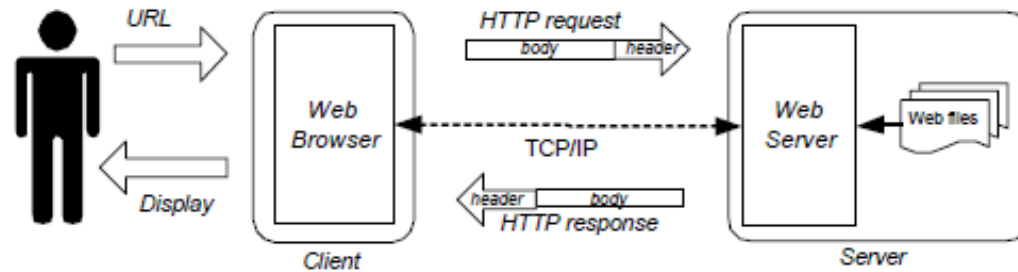 URL
HTTP request
body
header
Web
Browser
TCP/IP
Web
Server
Web files
Display
header
body
HTTP response
Client
Server